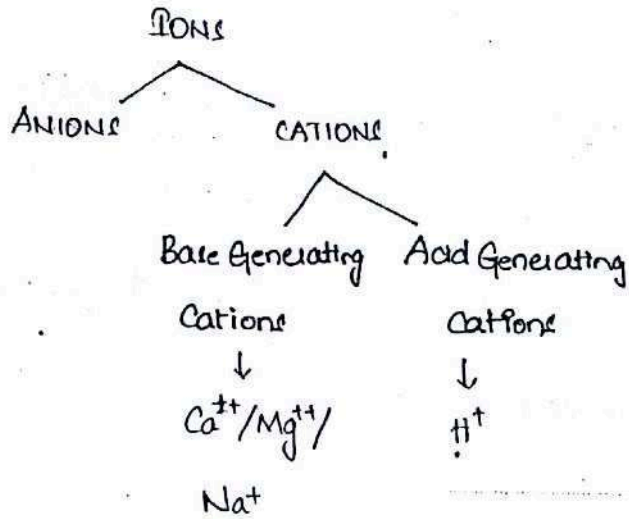 IONS
ANIONS CATIONS.
Base Generating Acid Generating
Cations Cations
↓ ↓
Ca⁺⁺/Mg⁺⁺/ H⁺
Na⁺